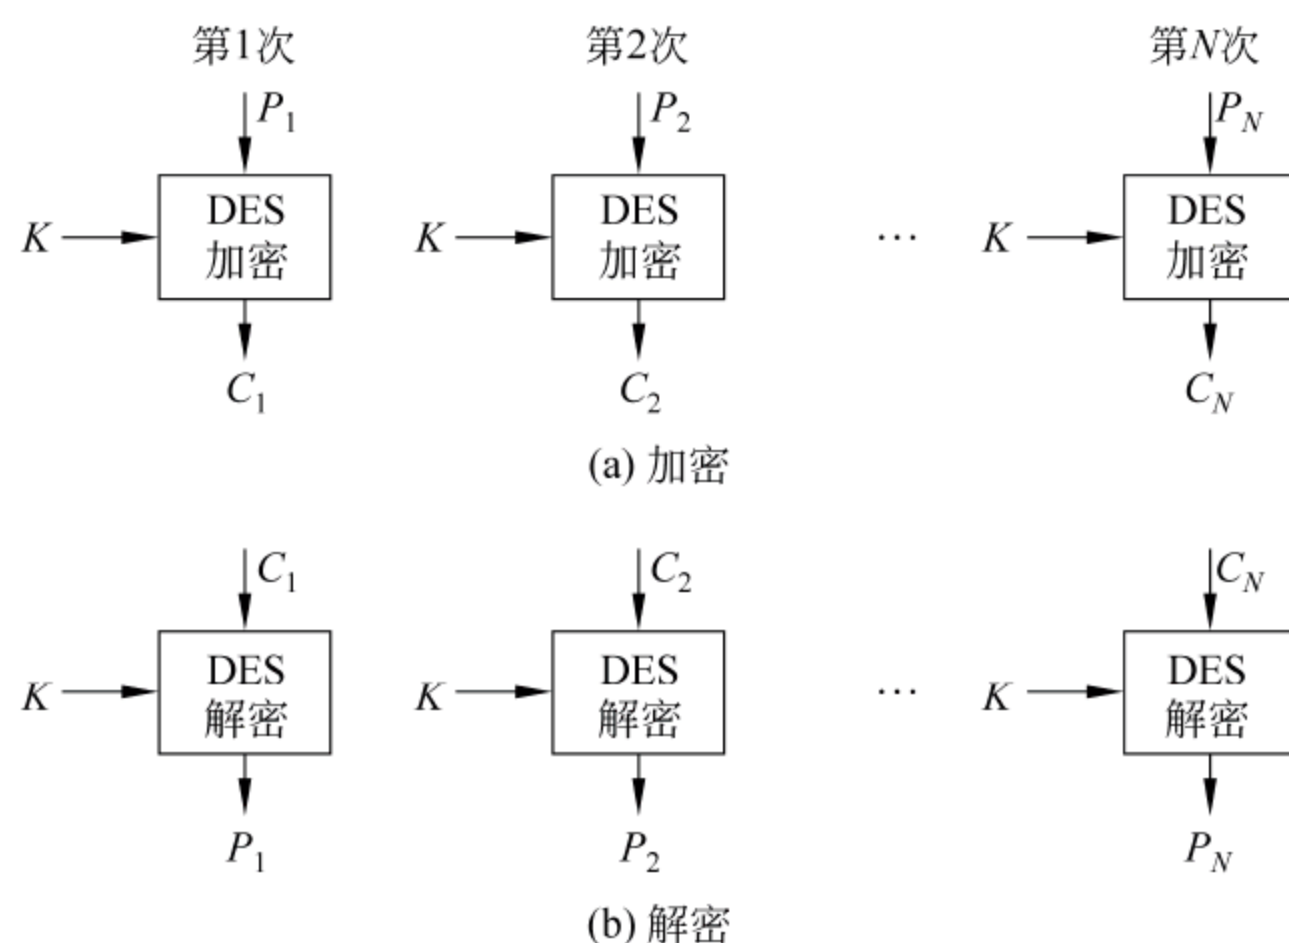 第1次 第2次 第N次
P1 P2 PN
DES DES DES
K 加密 K 加密 … K 加密
C1 C2 CN
(a) 加密
C1 C2 CN
DES DES DES
K 解密 K 解密 … K 解密
P1 P2 PN
(b) 解密